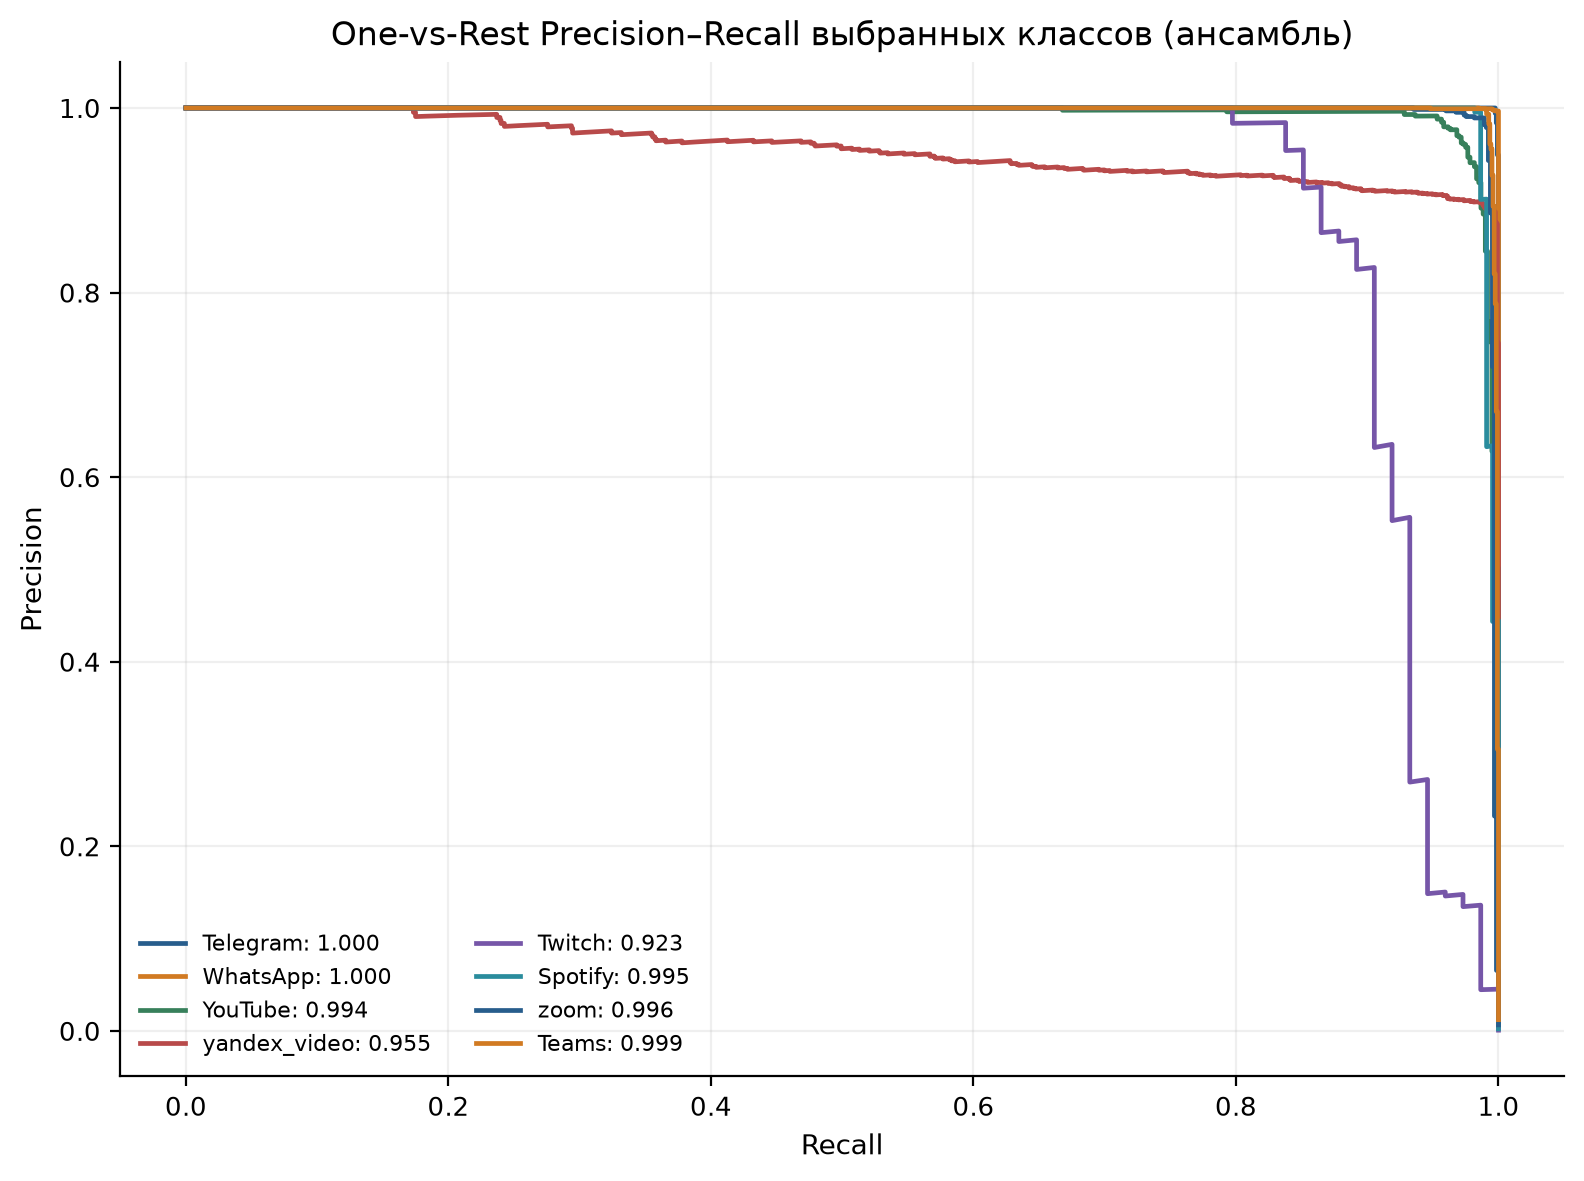 One-vs-Rest Precision–Recall выбранных классов (ансамбль)
Precision
1.0
0.8
0.6
0.4
0.2
0.0
Telegram: 1.000
WhatsApp: 1.000
YouTube: 0.994
yandex_video: 0.955
Twitch: 0.923
Spotify: 0.995
zoom: 0.996
Teams: 0.999
0.0 0.2 0.4 0.6 0.8 1.0
Recall